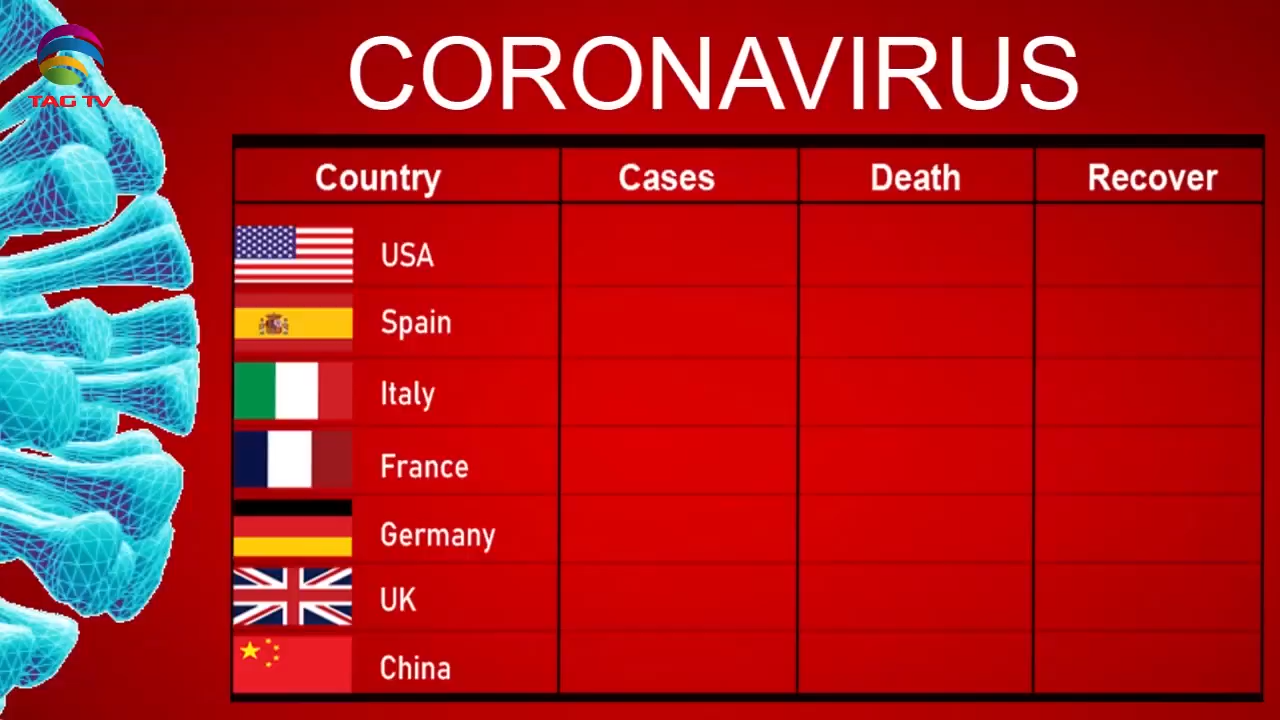 TAG TV
CORONAVIRUS
Country Cases Death Recover
USA
Spain
Italy
France
Germany
UK
China